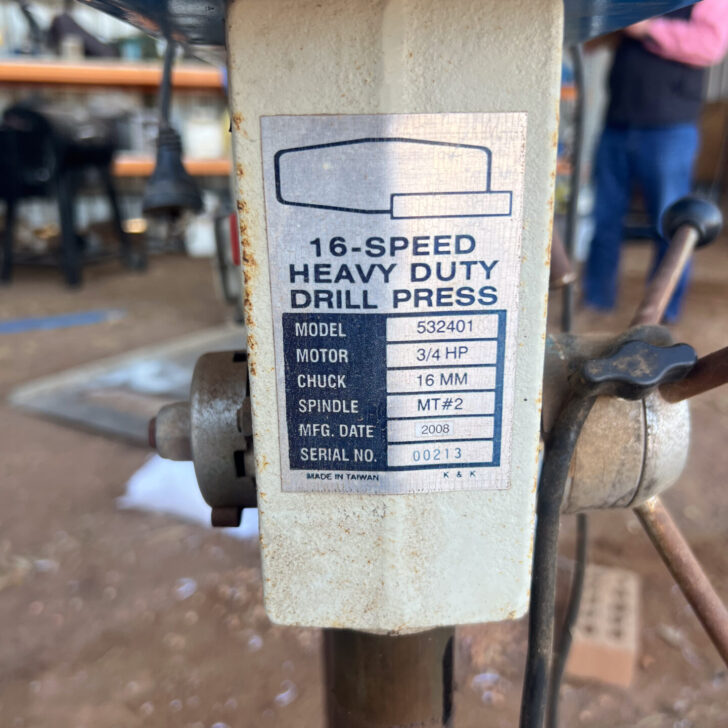 16-SPEED
HEAVY DUTY
DRILL PRESS
MODEL 532401
MOTOR 3/4 HP
CHUCK 16 MM
SPINDLE MT#2
MFG. DATE 2008
SERIAL NO. 00213
MADE IN TAIWAN K & K